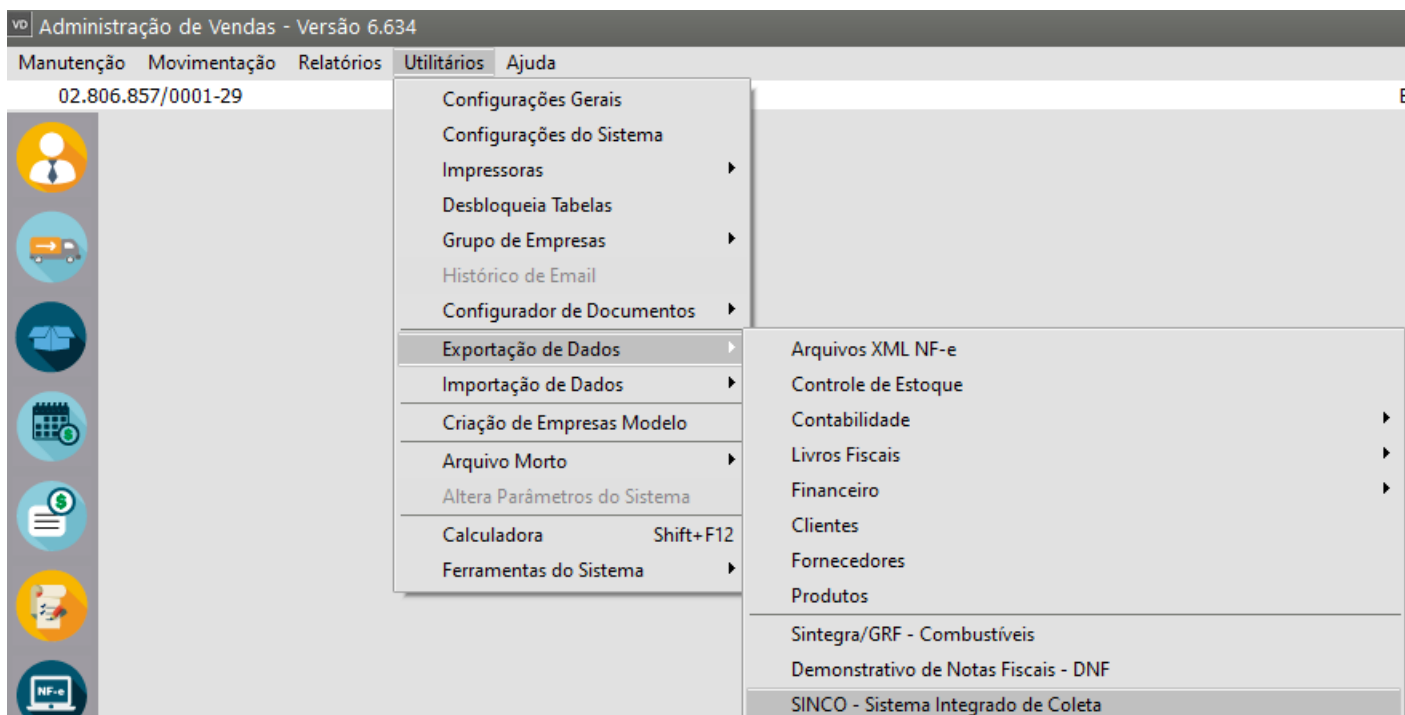 VD Administração de Vendas - Versão 6.634
Manutenção Movimentação Relatórios Utilitários Ajuda
02.806.857/0001-29
Configurações Gerais
Configurações do Sistema
Impressoras
Desbloqueia Tabelas
Grupo de Empresas
Histórico de Email
Configurador de Documentos
Exportação de Dados
Importação de Dados
Criação de Empresas Modelo
Arquivo Morto
Altera Parâmetros do Sistema
Calculadora Shift+F12
Ferramentas do Sistema
Arquivos XML NF-e
Controle de Estoque
Contabilidade
Livros Fiscais
Financeiro
Clientes
Fornecedores
Produtos
Sintegra/GRF - Combustíveis
Demonstrativo de Notas Fiscais - DNF
SINCO - Sistema Integrado de Coleta
NF-e